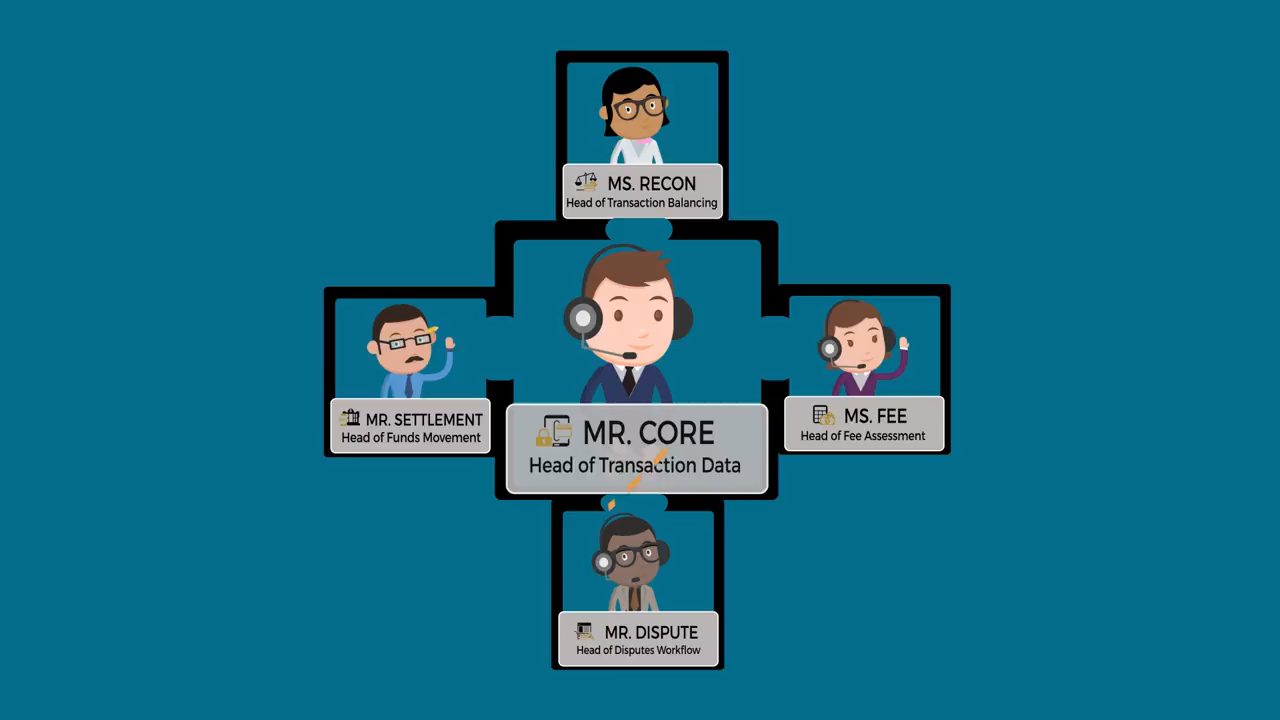 MS. RECON
Head of Transaction Balancing
MR. SETTLEMENT
Head of Funds Movement
MR. CORE
Head of Transaction Data
MS. FEE
Head of Fee Assessment
MR. DISPUTE
Head of Disputes Workflow